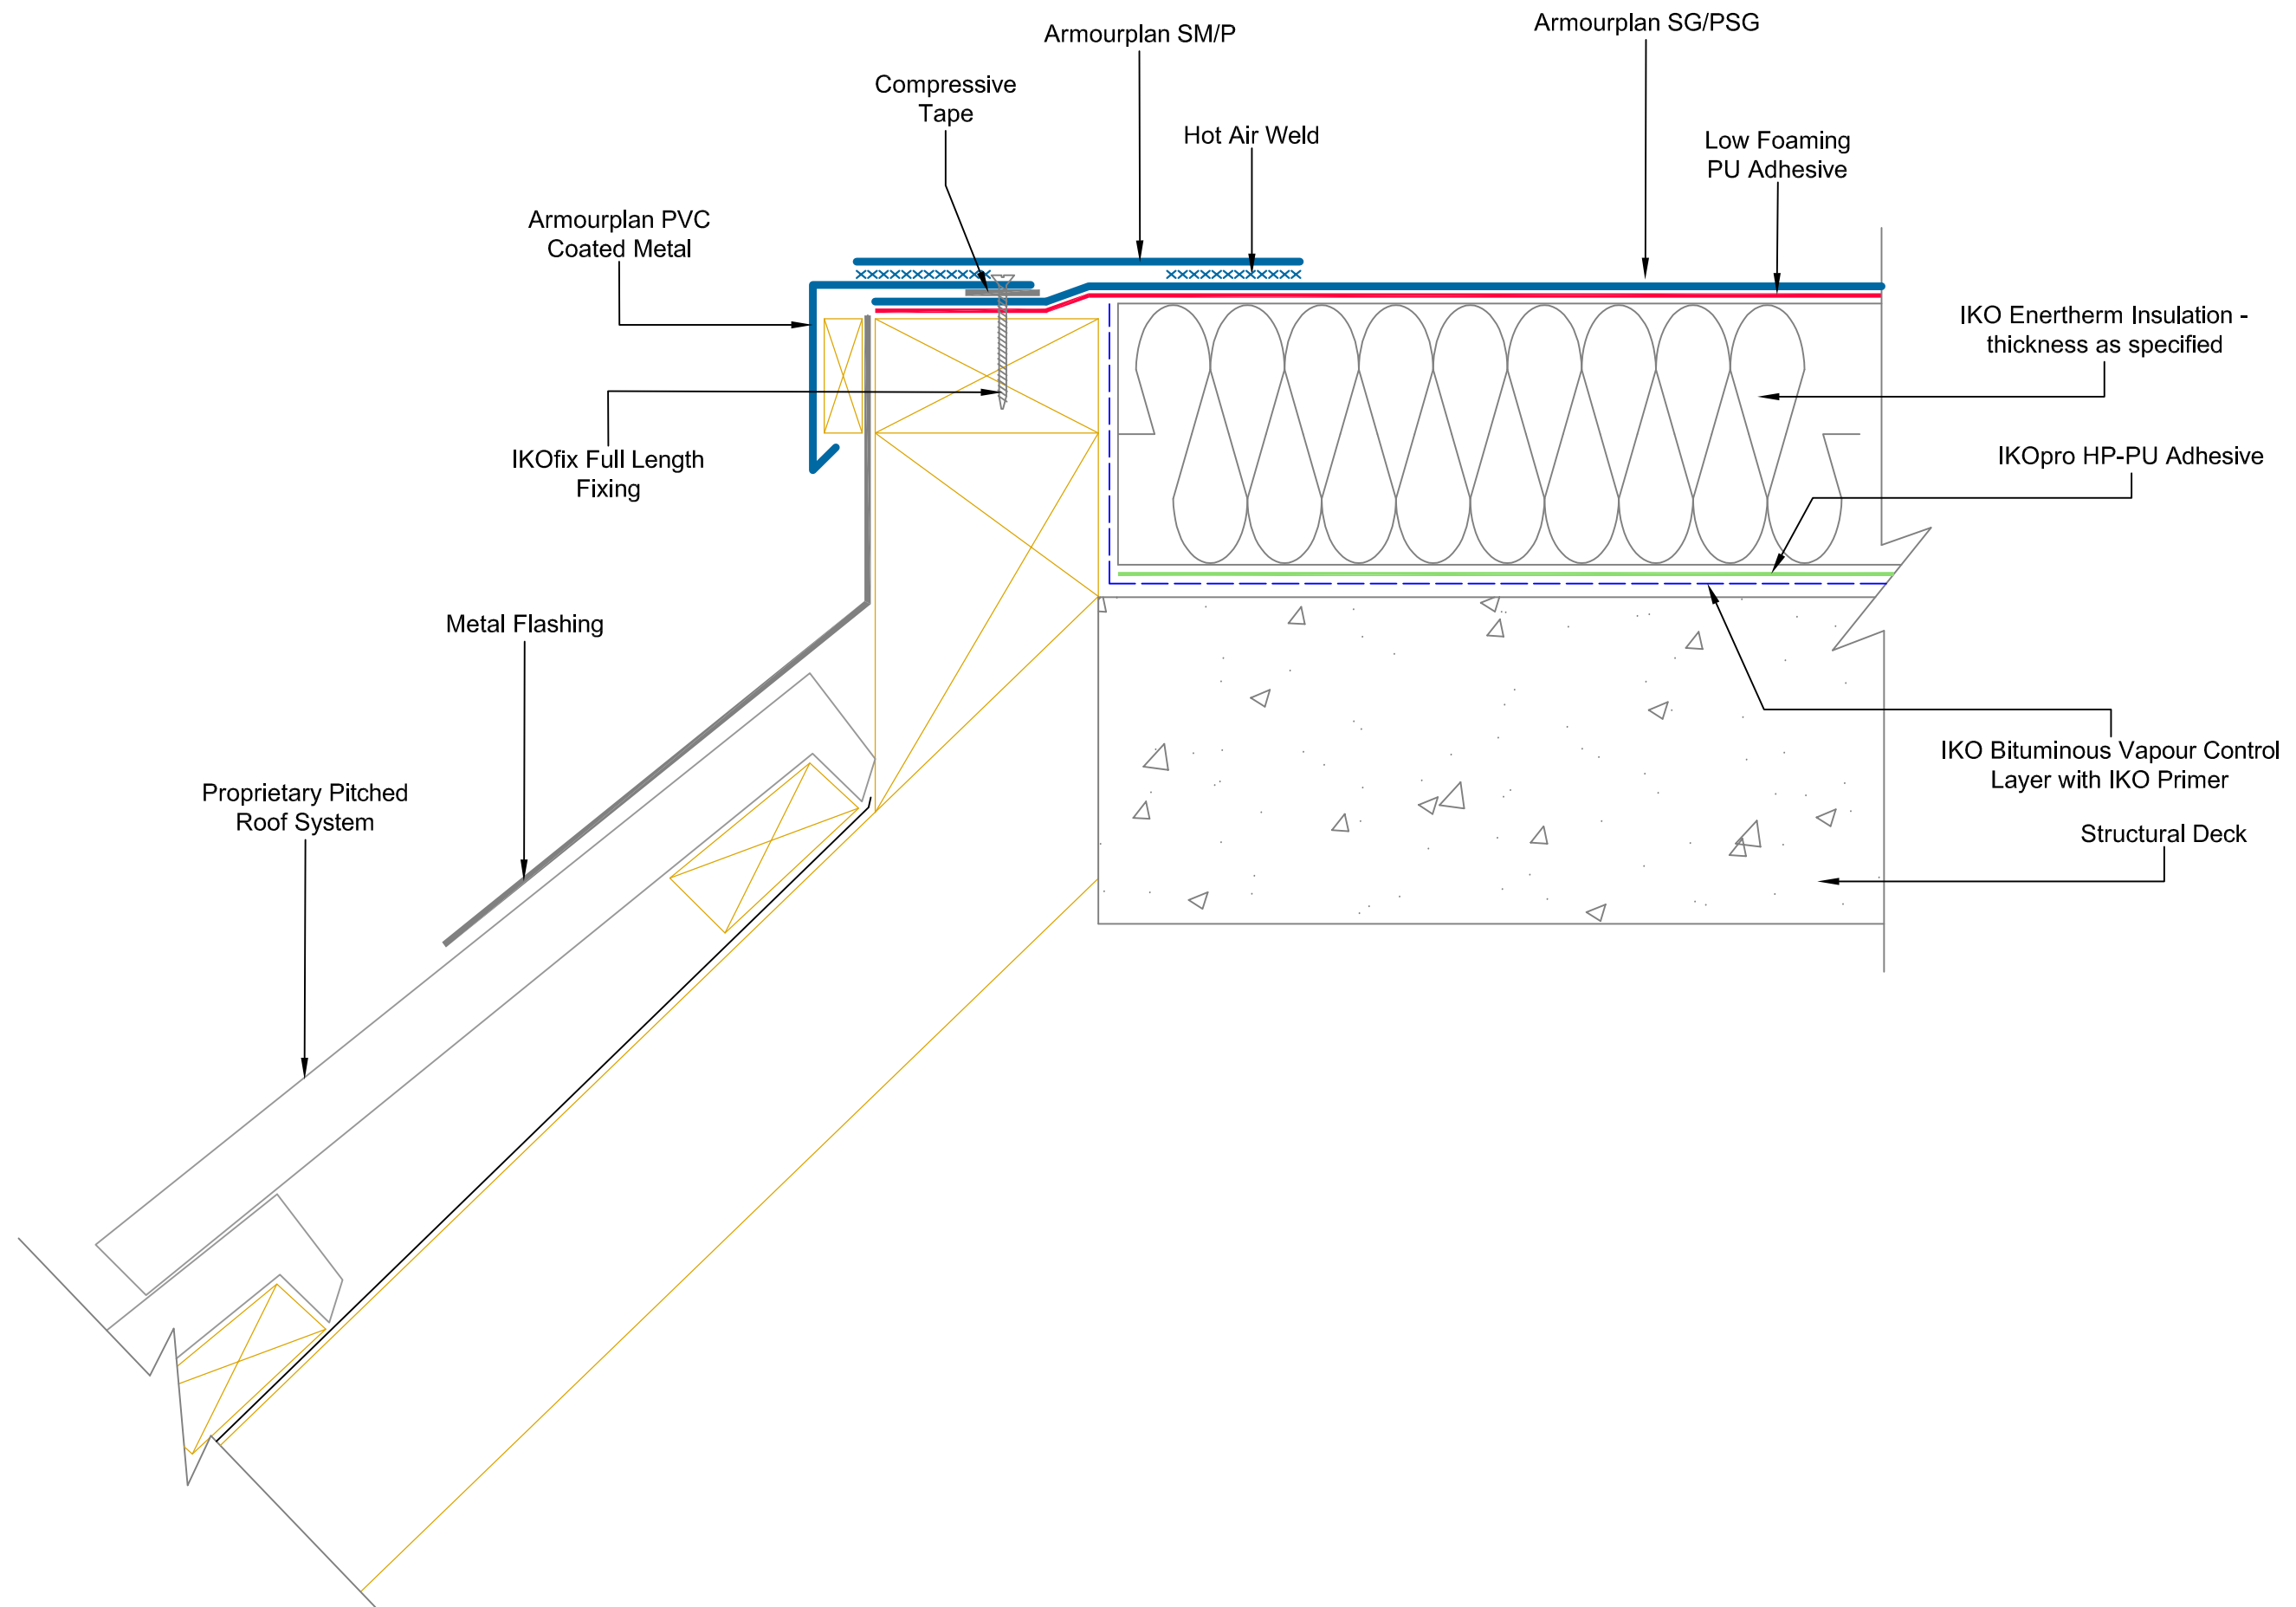 Armourplan SM/P
Armourplan SG/PSG
Compressive
Tape
Hot Air Weld
Low Foaming
PU Adhesive
Armourplan PVC
Coated Metal
IKO Enertherm Insulation -
thickness as specified
IKOfix Full Length
Fixing
IKOpro HP-PU Adhesive
Metal Flashing
IKO Bituminous Vapour Control
Layer with IKO Primer
Proprietary Pitched
Roof System
Structural Deck